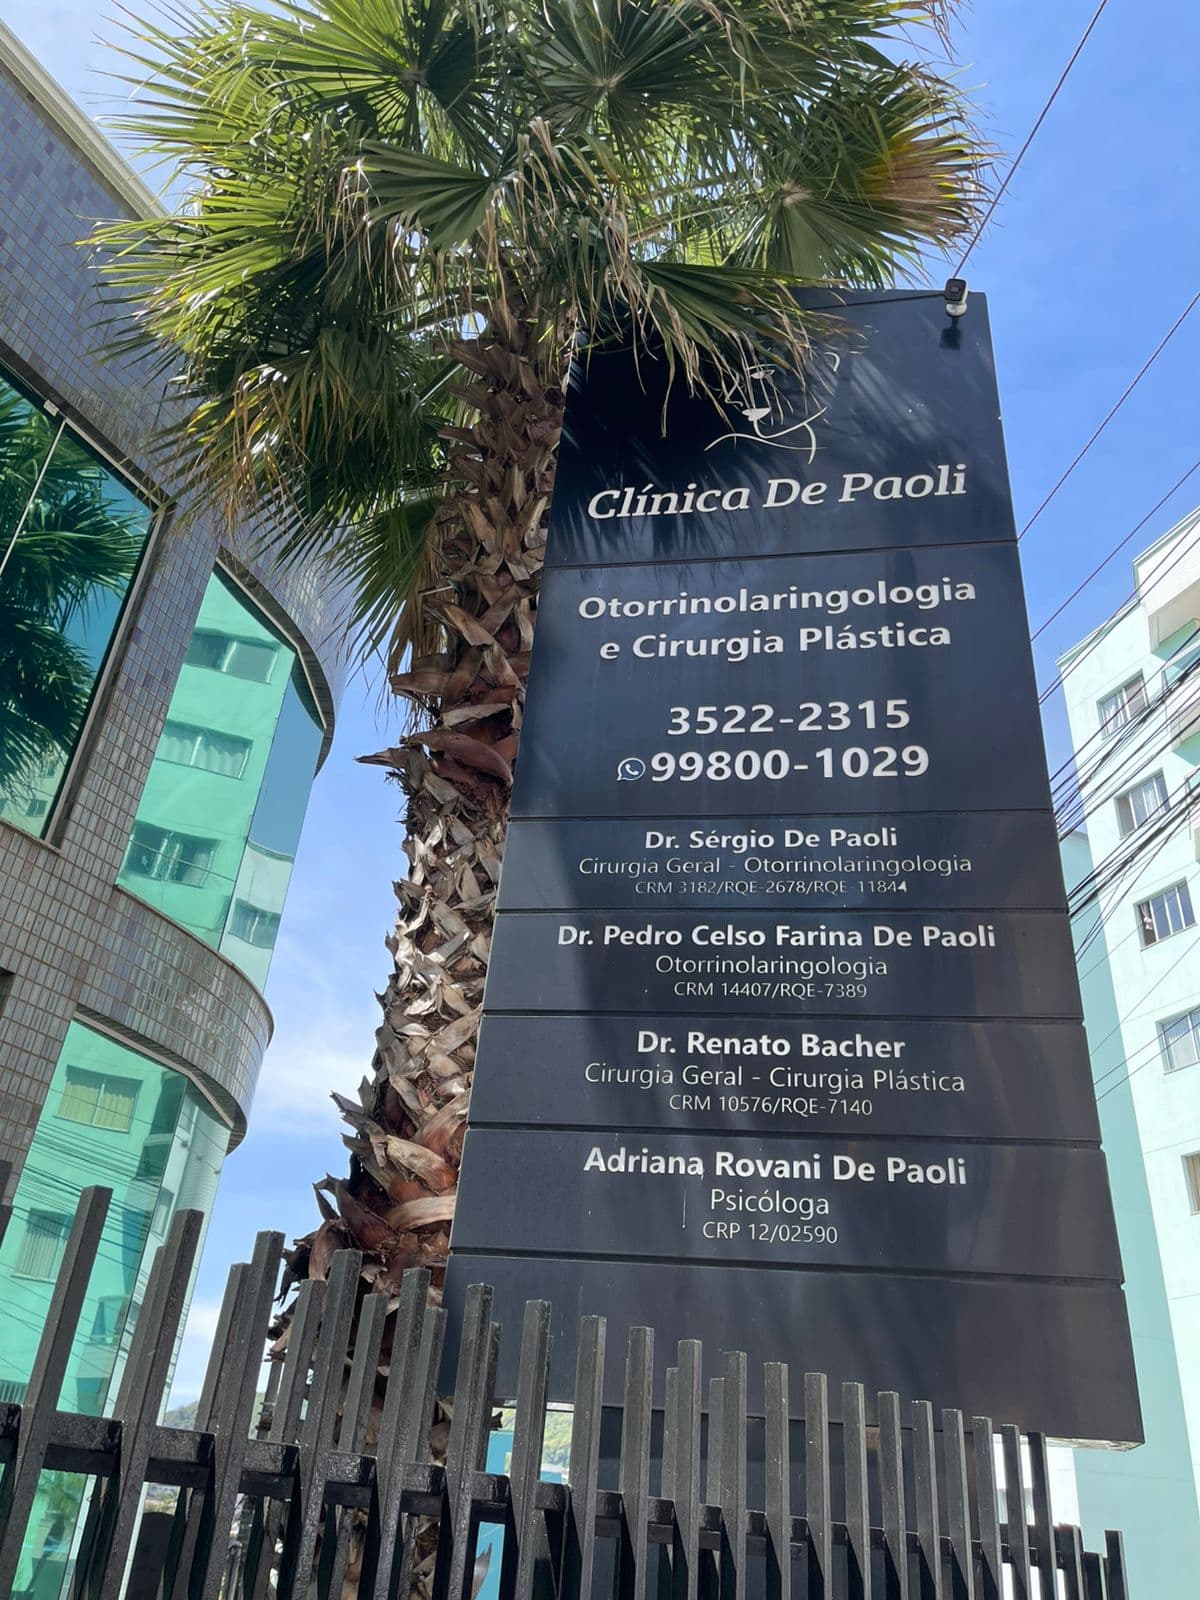 Clínica De Paoli
Otorrinolaringologia
e Cirurgia Plástica
3522-2315
99800-1029
Dr. Sérgio De Paoli
Cirurgia Geral - Otorrinolaringologia
CRM 3182/RQE-2678/RQE-11844
Dr. Pedro Celso Farina De Paoli
Otorrinolaringologia
CRM 14407/RQE-7389
Dr. Renato Bacher
Cirurgia Geral - Cirurgia Plástica
CRM 10576/RQE-7140
Adriana Rovani De Paoli
Psicóloga
CRP 12/02590